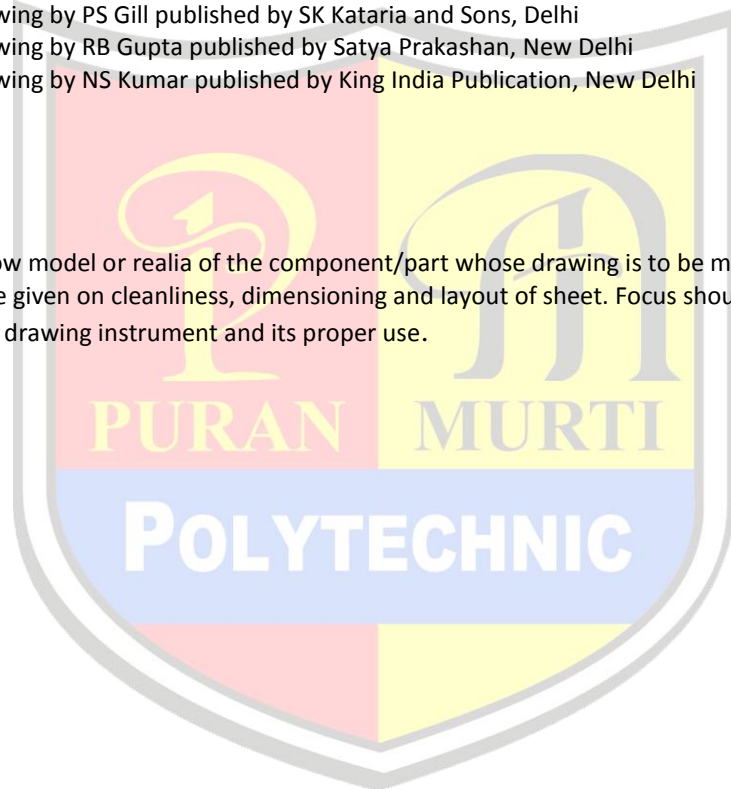 wing by PS Gill published by SK Kataria and Sons, Delhi
wing by RB Gupta published by Satya Prakashan, New Delhi
wing by NS Kumar published by King India Publication, New Delhi
ow model or realia of the component/part whose drawing is to be m
e given on cleanliness, dimensioning and layout of sheet. Focus shou
drawing instrument and its proper use.
PURAN MURTI
POLYTECHNIC